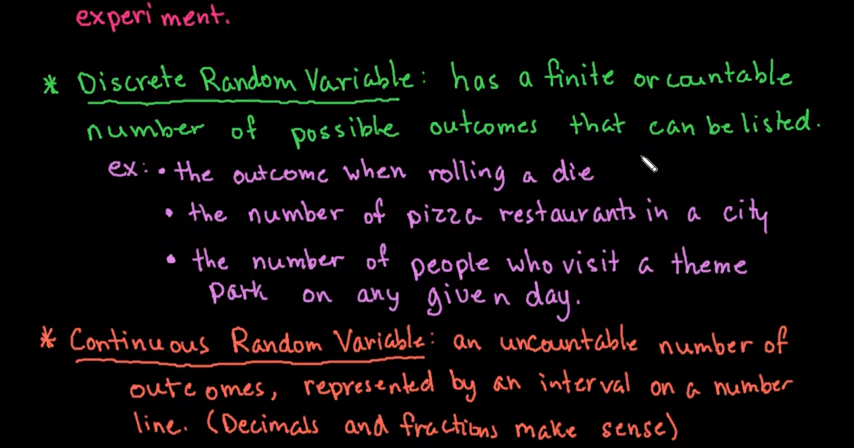 experiment.
* Discrete Random Variable: has a finite or countable
number of possible outcomes that can be listed.
ex: • the outcome when rolling a die
• the number of pizza restaurants in a city
• the number of people who visit a theme
park on any given day.
* Continuous Random Variable: an uncountable number of
outcomes, represented by an interval on a number
line. (Decimals and fractions make sense)